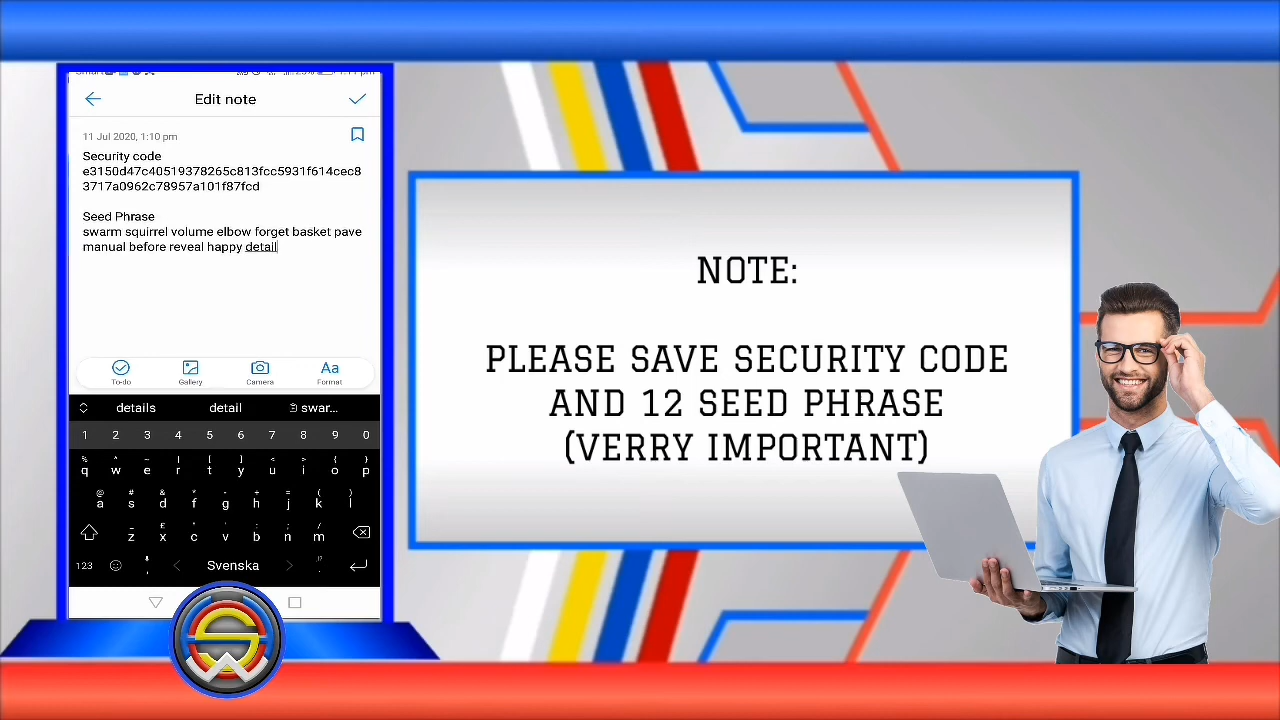 Edit note
11 Jul 2020, 1:10 pm
Security code
e3150d47c40519378265c813fcc5931f614cec8
3717a0962c78957a101f87fcd
Seed Phrase
swarm squirrel volume elbow forget basket pave
manual before reveal happy detail
To-do Gallery Camera Format
Aa
details detail swar...
1 2 3 4 5 6 7 8 9 0
q w e r t y u i o p
a s d f g h j k l
z x c v b n m
123 Svenska
NOTE:
PLEASE SAVE SECURITY CODE
AND 12 SEED PHRASE
(VERRY IMPORTANT)